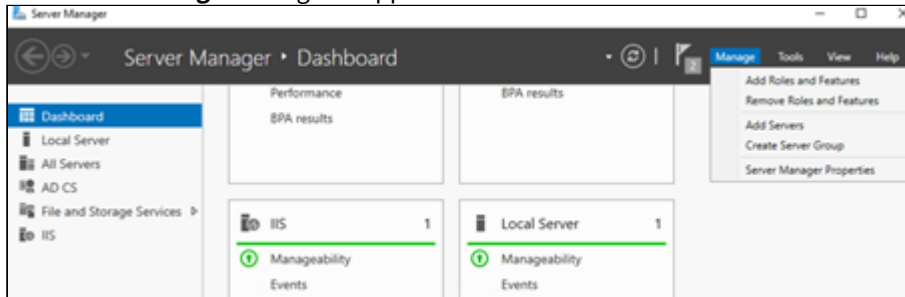 Server Manager
Server Manager • Dashboard
2
Manage Tools View Help
Add Roles and Features
Remove Roles and Features
Add Servers
Create Server Group
Server Manager Properties
Dashboard
Local Server
All Servers
AD CS
File and Storage Services
IIS
Performance
BPA results
BPA results
IIS 1
Manageability
Events
Local Server 1
Manageability
Events